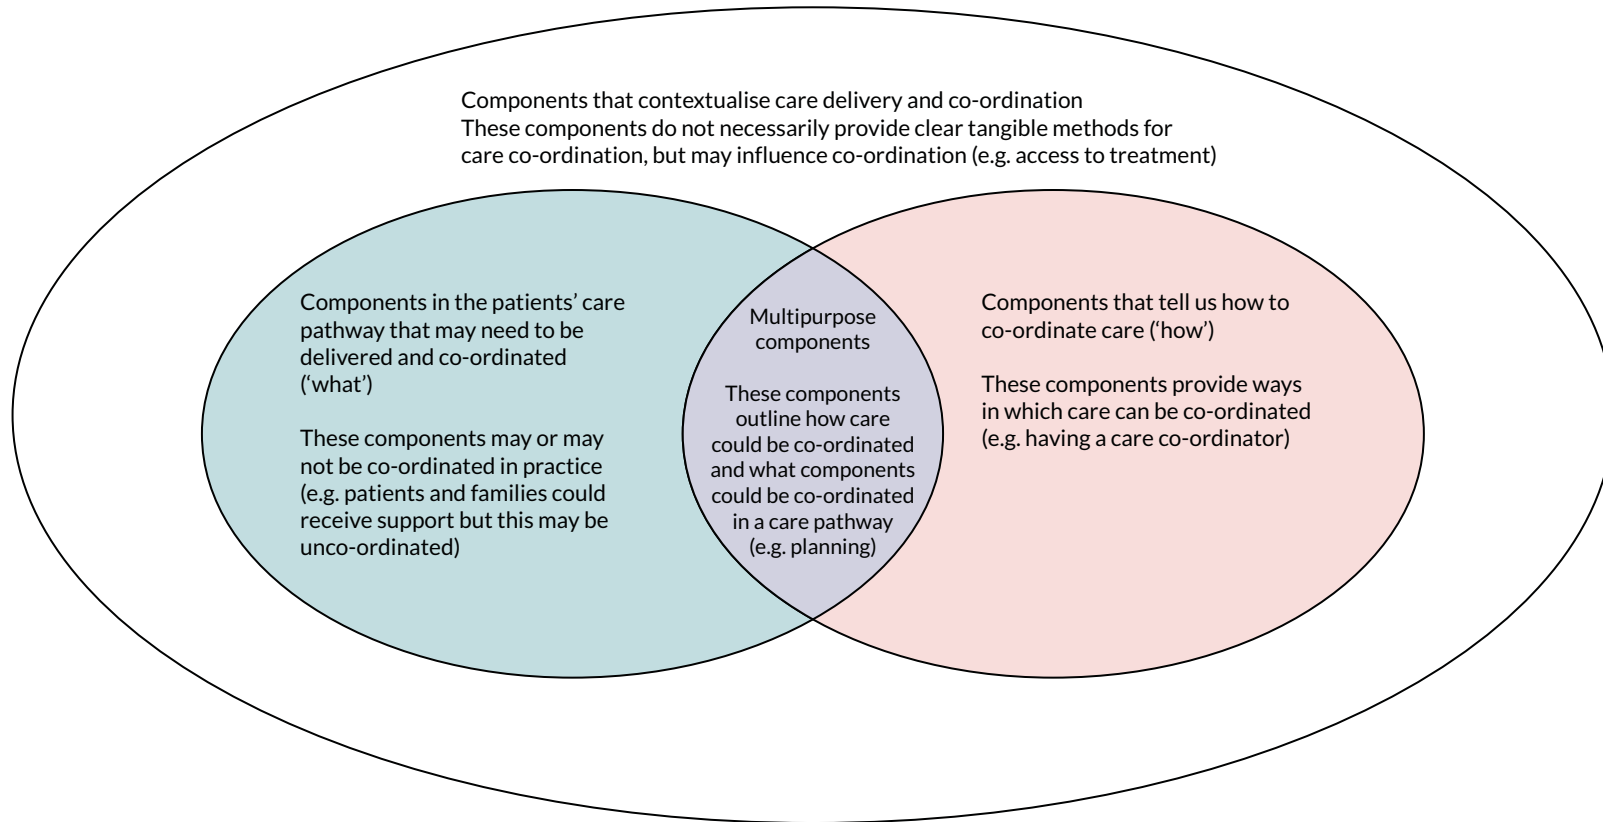 Components that contextualise care delivery and co-ordination
These components do not necessarily provide clear tangible methods for
care co-ordination, but may influence co-ordination (e.g. access to treatment)
Components in the patients’ care
pathway that may need to be
delivered and co-ordinated
(‘what’)
These components may or may
not be co-ordinated in practice
(e.g. patients and families could
receive support but this may be
unco-ordinated)
Multipurpose
components
These components
outline how care
could be co-ordinated
and what components
could be co-ordinated
in a care pathway
(e.g. planning)
Components that tell us how to
co-ordinate care (‘how’)
These components provide ways
in which care can be co-ordinated
(e.g. having a care co-ordinator)